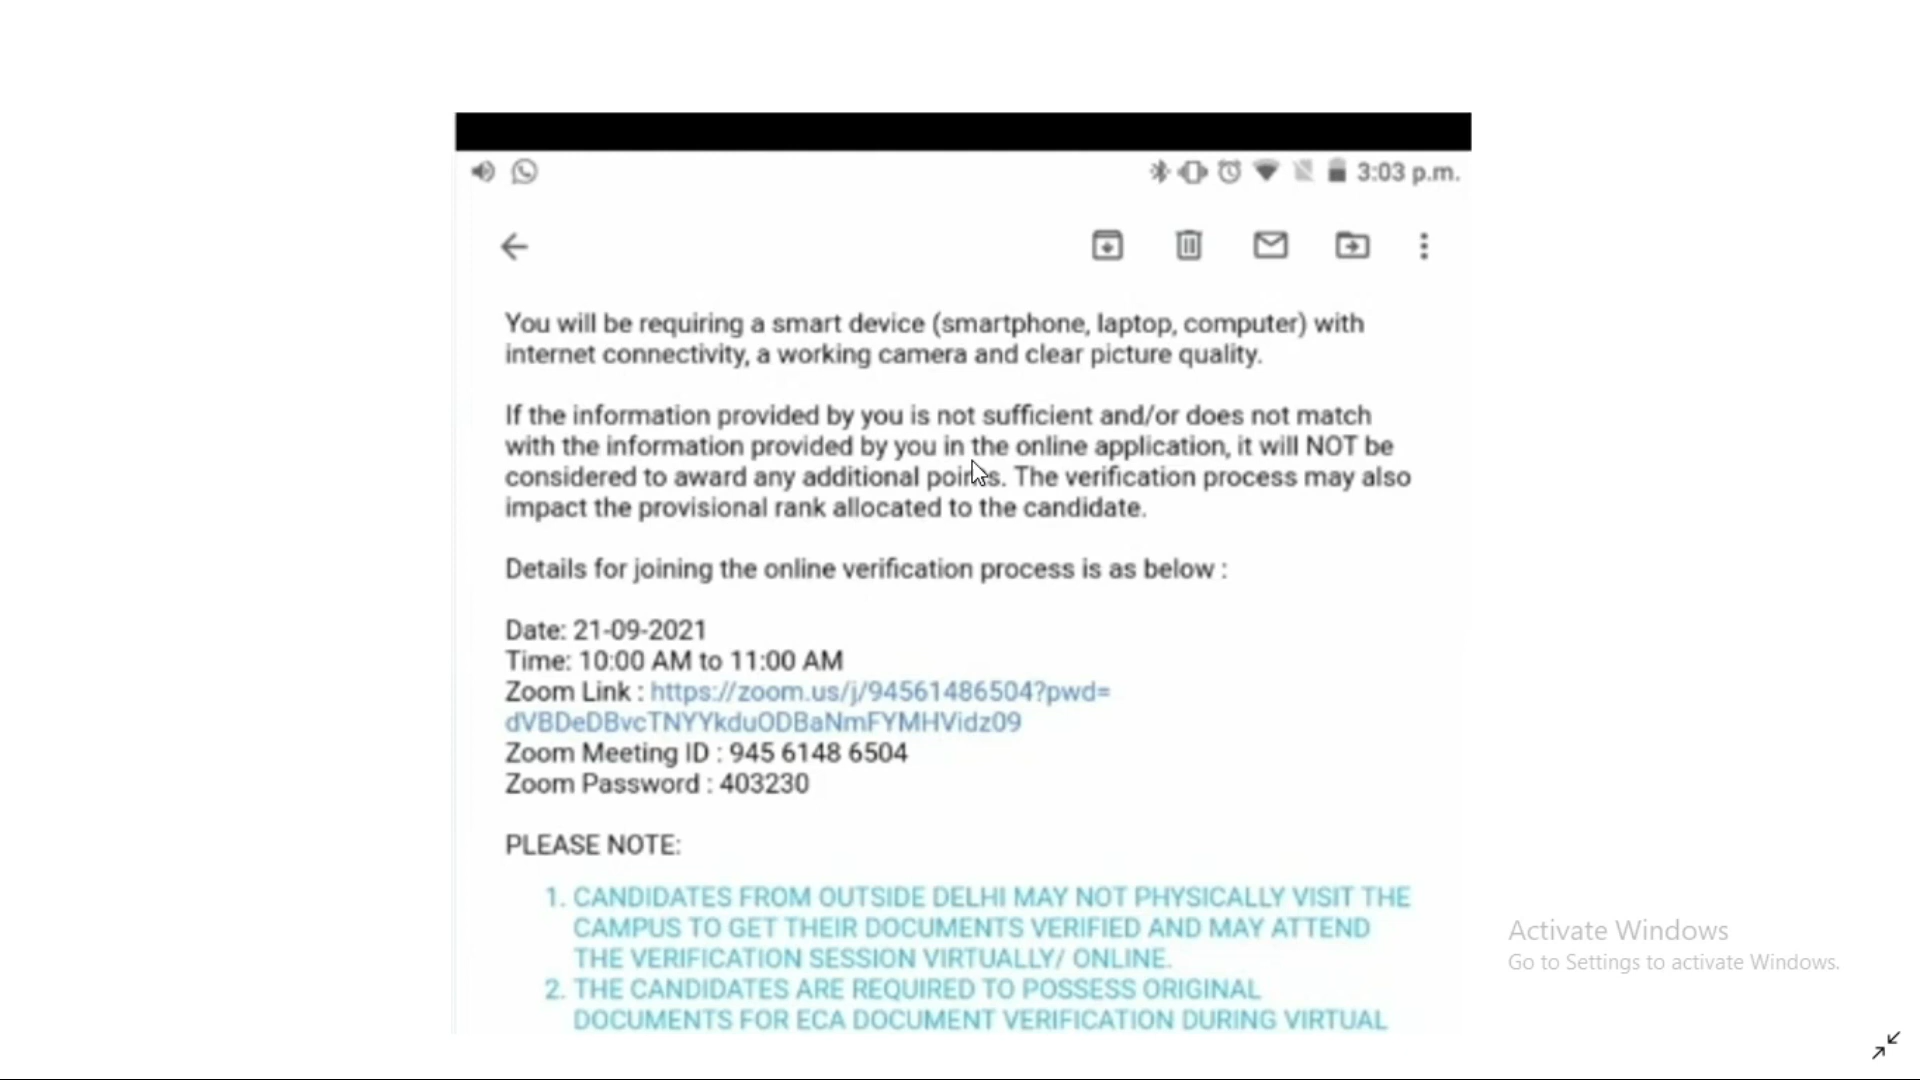 3:03 p.m.
You will be requiring a smart device (smartphone, laptop, computer) with
internet connectivity, a working camera and clear picture quality.
If the information provided by you is not sufficient and/or does not match
with the information provided by you in the online application, it will NOT be
considered to award any additional points. The verification process may also
impact the provisional rank allocated to the candidate.
Details for joining the online verification process is as below :
Date: 21-09-2021
Time: 10:00 AM to 11:00 AM
Zoom Link : https://zoom.us/j/94561486504?pwd=
dVBDeDBvcTNYYkduODBaNmFYMHVidz09
Zoom Meeting ID : 945 6148 6504
Zoom Password : 403230
PLEASE NOTE:
1. CANDIDATES FROM OUTSIDE DELHI MAY NOT PHYSICALLY VISIT THE
CAMPUS TO GET THEIR DOCUMENTS VERIFIED AND MAY ATTEND
THE VERIFICATION SESSION VIRTUALLY/ ONLINE.
2. THE CANDIDATES ARE REQUIRED TO POSSESS ORIGINAL
DOCUMENTS FOR ECA DOCUMENT VERIFICATION DURING VIRTUAL
Activate Windows
Go to Settings to activate Windows.